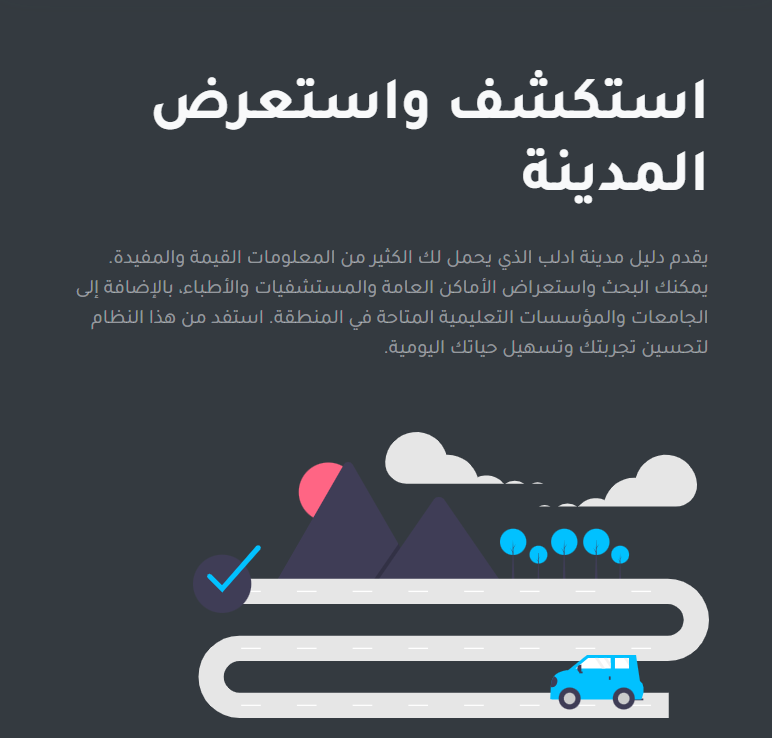 استكشف واستعرض
المدينة
يقدم دليل مدينة ادلب الذي يحمل لك الكثير من المعلومات القيمة والمفيدة.
يمكنك البحث واستعراض الأماكن العامة والمستشفيات والأطباء، بالإضافة إلى
الجامعات والمؤسسات التعليمية المتاحة في المنطقة. استفد من هذا النظام
لتحسين تجربتك وتسهيل حياتك اليومية.